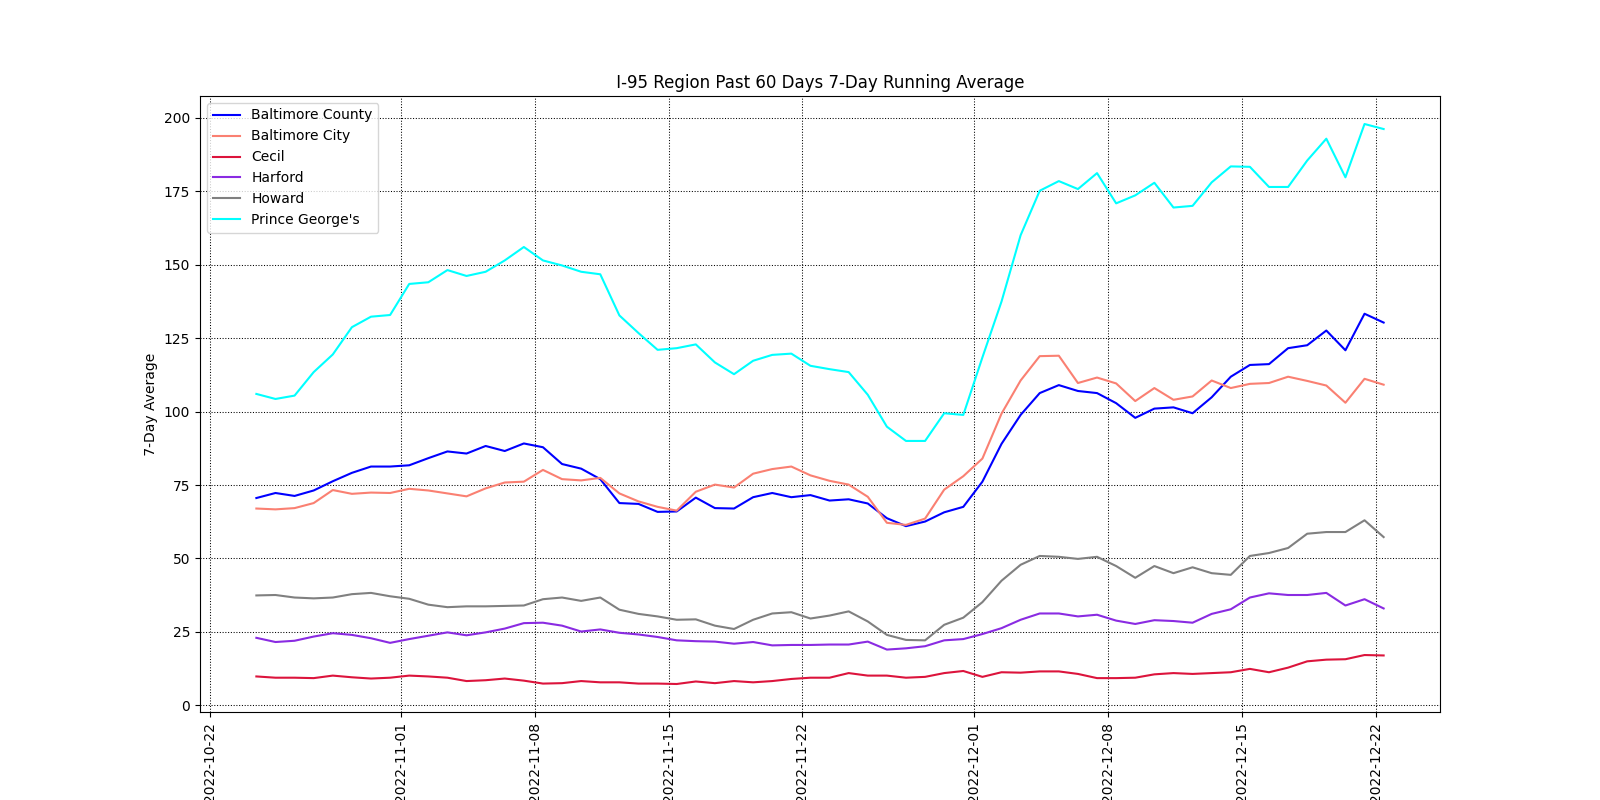 I-95 Region Past 60 Days 7-Day Running Average
Baltimore County
Baltimore City
Cecil
Harford
Howard
Prince George's
200
175
150
125
100
75
50
25
0
7-Day Average
2022-10-22
2022-11-01
2022-11-08
2022-11-15
2022-11-22
2022-12-01
2022-12-08
2022-12-15
2022-12-22